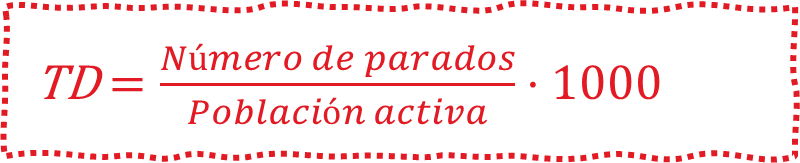 TD = Número de parados / Población activa · 1000